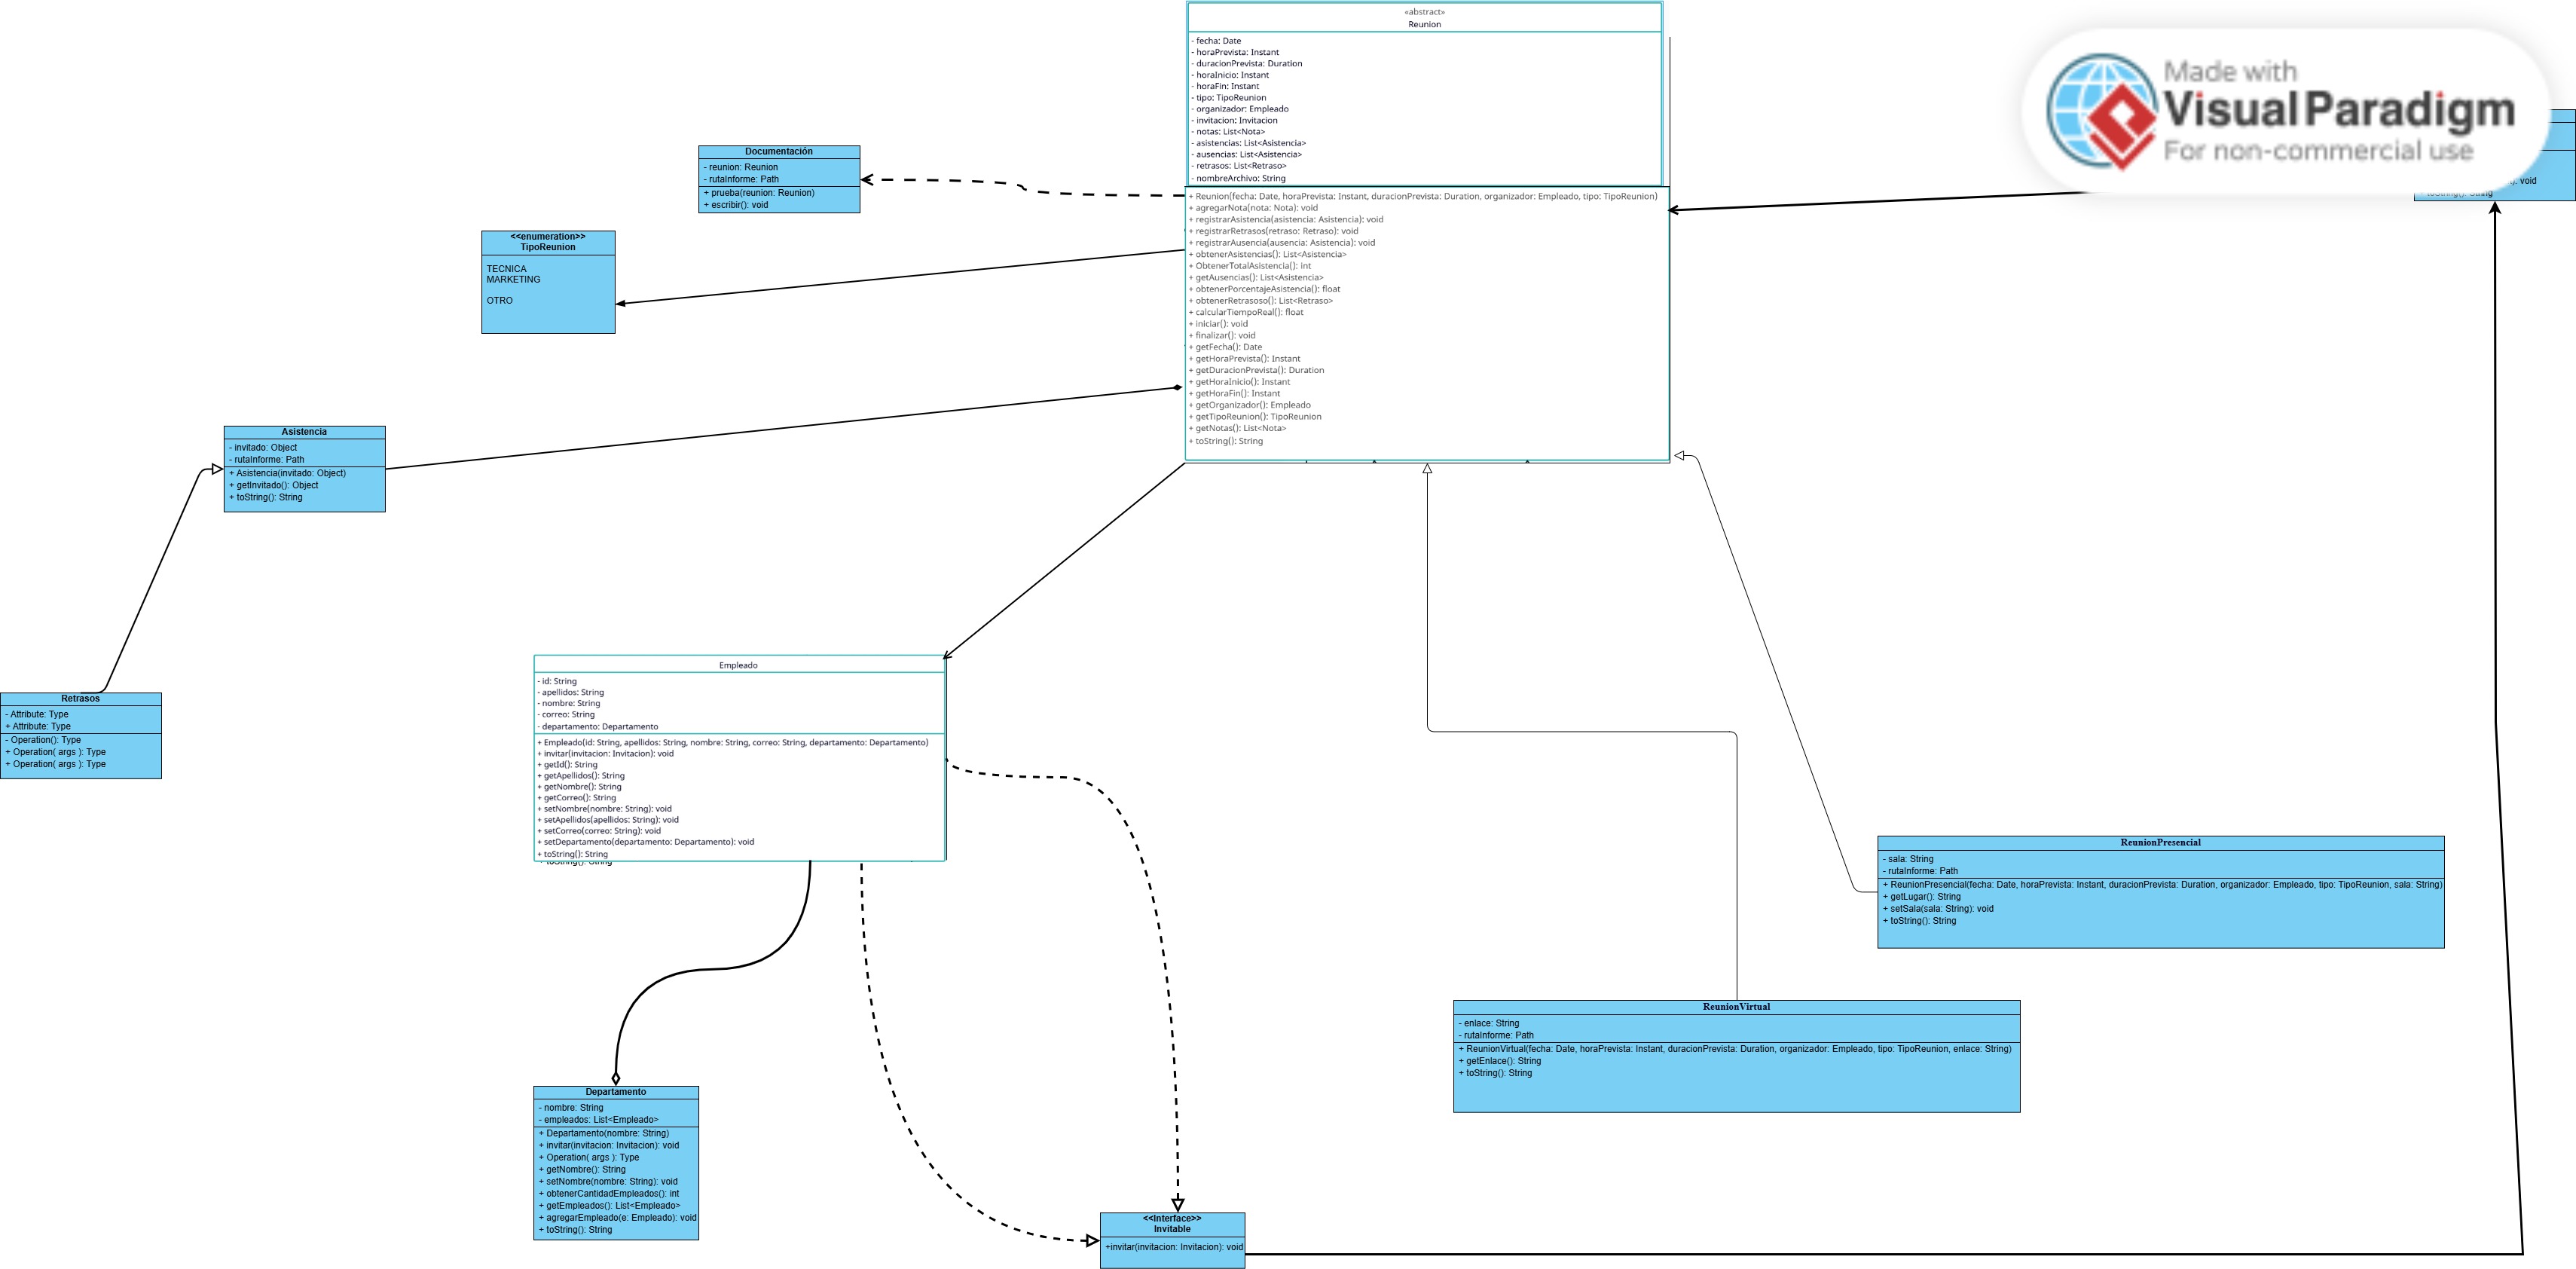 «abstract»
Reunion
- fecha: Date
- horaPrevista: Instant
- duracionPrevista: Duration
- horaInicio: Instant
- horaFin: Instant
- tipo: TipoReunion
- organizador: Empleado
- invitacion: Invitacion
- notas: List<Nota>
- asistencias: List<Asistencia>
- ausencias: List<Asistencia>
- retrasos: List<Retraso>
- nombreArchivo: String
+ Reunion(fecha: Date, horaPrevista: Instant, duracionPrevista: Duration, organizador: Empleado, tipo: TipoReunion)
+ agregarNota(nota: Nota): void
+ registrarAsistencia(asistencia: Asistencia): void
+ registrarRetrasos(retraso: Retraso): void
+ registrarAusencia(ausencia: Asistencia): void
+ obtenerAsistencias(): List<Asistencia>
+ ObtenerTotalAsistencia(): int
+ getAusencias(): List<Asistencia>
+ obtenerPorcentajeAsistencia(): float
+ obtenerRetrasoso(): List<Retraso>
+ calcularTiempoReal(): float
+ iniciar(): void
+ finalizar(): void
+ getFecha(): Date
+ getHoraPrevista(): Instant
+ getDuracionPrevista(): Duration
+ getHoraInicio(): Instant
+ getHoraFin(): Instant
+ getOrganizador(): Empleado
+ getTipoReunion(): TipoReunion
+ getNotas(): List<Nota>
+ toString(): String
Made with
Visual Paradigm
For non-commercial use
): void
Documentación
- reunion: Reunion
- rutaInforme: Path
+ prueba(reunion: Reunion)
+ escribir(): void
<<enumeration>>
TipoReunion
TECNICA
MARKETING
OTRO
Asistencia
- invitado: Object
- rutaInforme: Path
+ Asistencia(invitado: Object)
+ getInvitado(): Object
+ toString(): String
Retrasos
- Attribute: Type
+ Attribute: Type
- Operation(): Type
+ Operation( args ): Type
+ Operation( args ): Type
Empleado
- id: String
- apellidos: String
- nombre: String
- correo: String
- departamento: Departamento
+ Empleado(id: String, apellidos: String, nombre: String, correo: String, departamento: Departamento)
+ invitar(invitacion: Invitacion): void
+ getId(): String
+ getApellidos(): String
+ getNombre(): String
+ getCorreo(): String
+ setNombre(nombre: String): void
+ setApellidos(apellidos: String): void
+ setCorreo(correo: String): void
+ setDepartamento(departamento: Departamento): void
+ toString(): String
ReunionPresencial
- sala: String
- rutaInforme: Path
+ ReunionPresencial(fecha: Date, horaPrevista: Instant, duracionPrevista: Duration, organizador: Empleado, tipo: TipoReunion, sala: String)
+ getLugar(): String
+ setSala(sala: String): void
+ toString(): String
ReunionVirtual
- enlace: String
- rutaInforme: Path
+ ReunionVirtual(fecha: Date, horaPrevista: Instant, duracionPrevista: Duration, organizador: Empleado, tipo: TipoReunion, enlace: String)
+ getEnlace(): String
+ toString(): String
Departamento
- nombre: String
- empleados: List<Empleado>
+ Departamento(nombre: String)
+ invitar(invitacion: Invitacion): void
+ Operation( args ): Type
+ getNombre(): String
+ setNombre(nombre: String): void
+ obtenerCantidadEmpleados(): int
+ getEmpleados(): List<Empleado>
+ agregarEmpleado(e: Empleado): void
+ toString(): String
<<Interface>>
Invitable
+invitar(invitacion: Invitacion): void